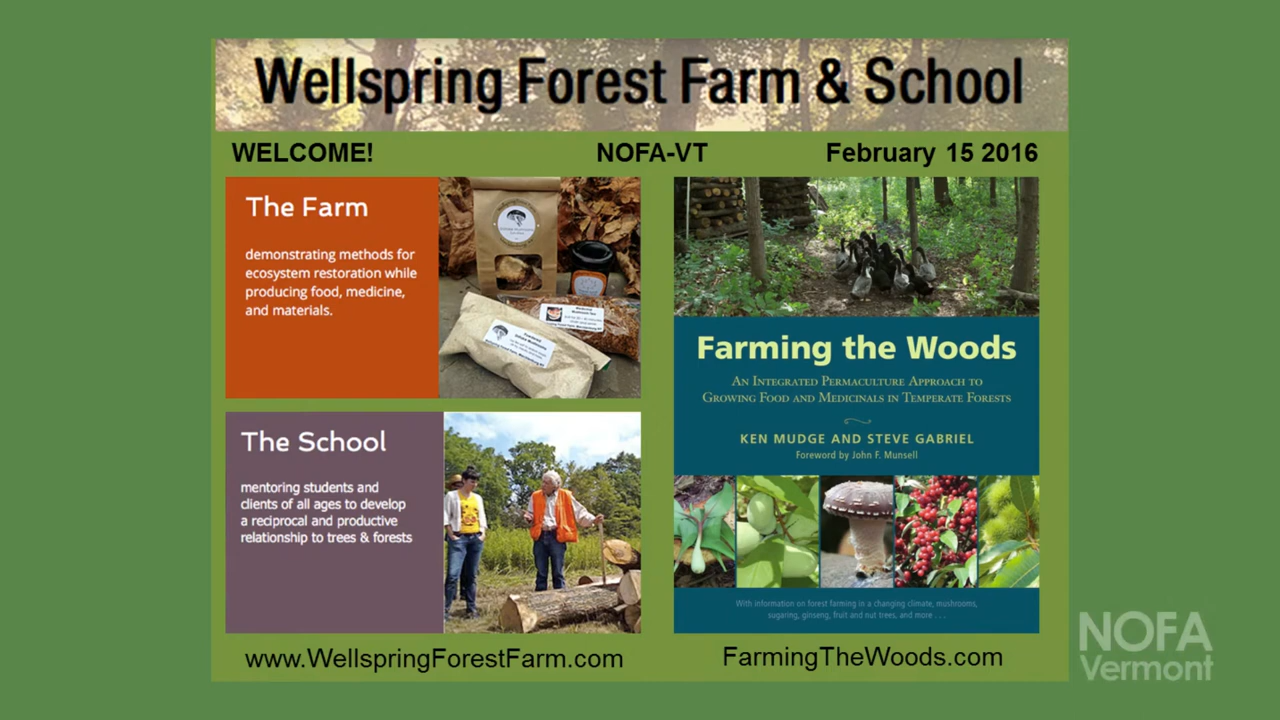 Wellspring Forest Farm & School
WELCOME!
NOFA-VT
February 15 2016
The Farm
demonstrating methods for
ecosystem restoration while
producing food, medicine,
and materials.
The School
mentoring students and
clients of all ages to develop
a reciprocal and productive
relationship to trees & forests
www.WellspringForestFarm.com
Farming the Woods
An Integrated Permaculture Approach to
Growing Food and Medicinals in Temperate Forests
KEN MUDGE AND STEVE GABRIEL
Foreword by John F. Munsell
With information on forest farming in a changing climate, mushrooms,
sugaring, ginseng, fruit and nut trees, and more . . .
FarmingTheWoods.com
NOFA
Vermont